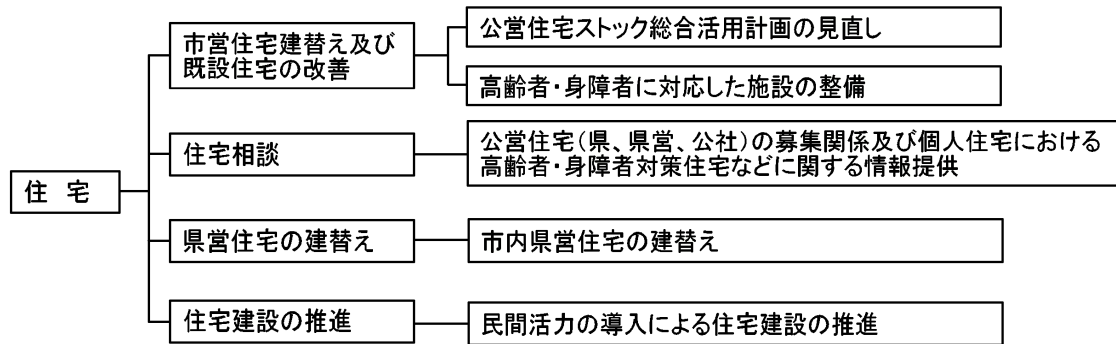 住 宅
市営住宅建替え及び
既設住宅の改善
公営住宅ストック総合活用計画の見直し
高齢者・身障者に対応した施設の整備
住宅相談
公営住宅(県、県営、公社)の募集関係及び個人住宅における
高齢者・身障者対策住宅などに関する情報提供
県営住宅の建替え
市内県営住宅の建替え
住宅建設の推進
民間活力の導入による住宅建設の推進